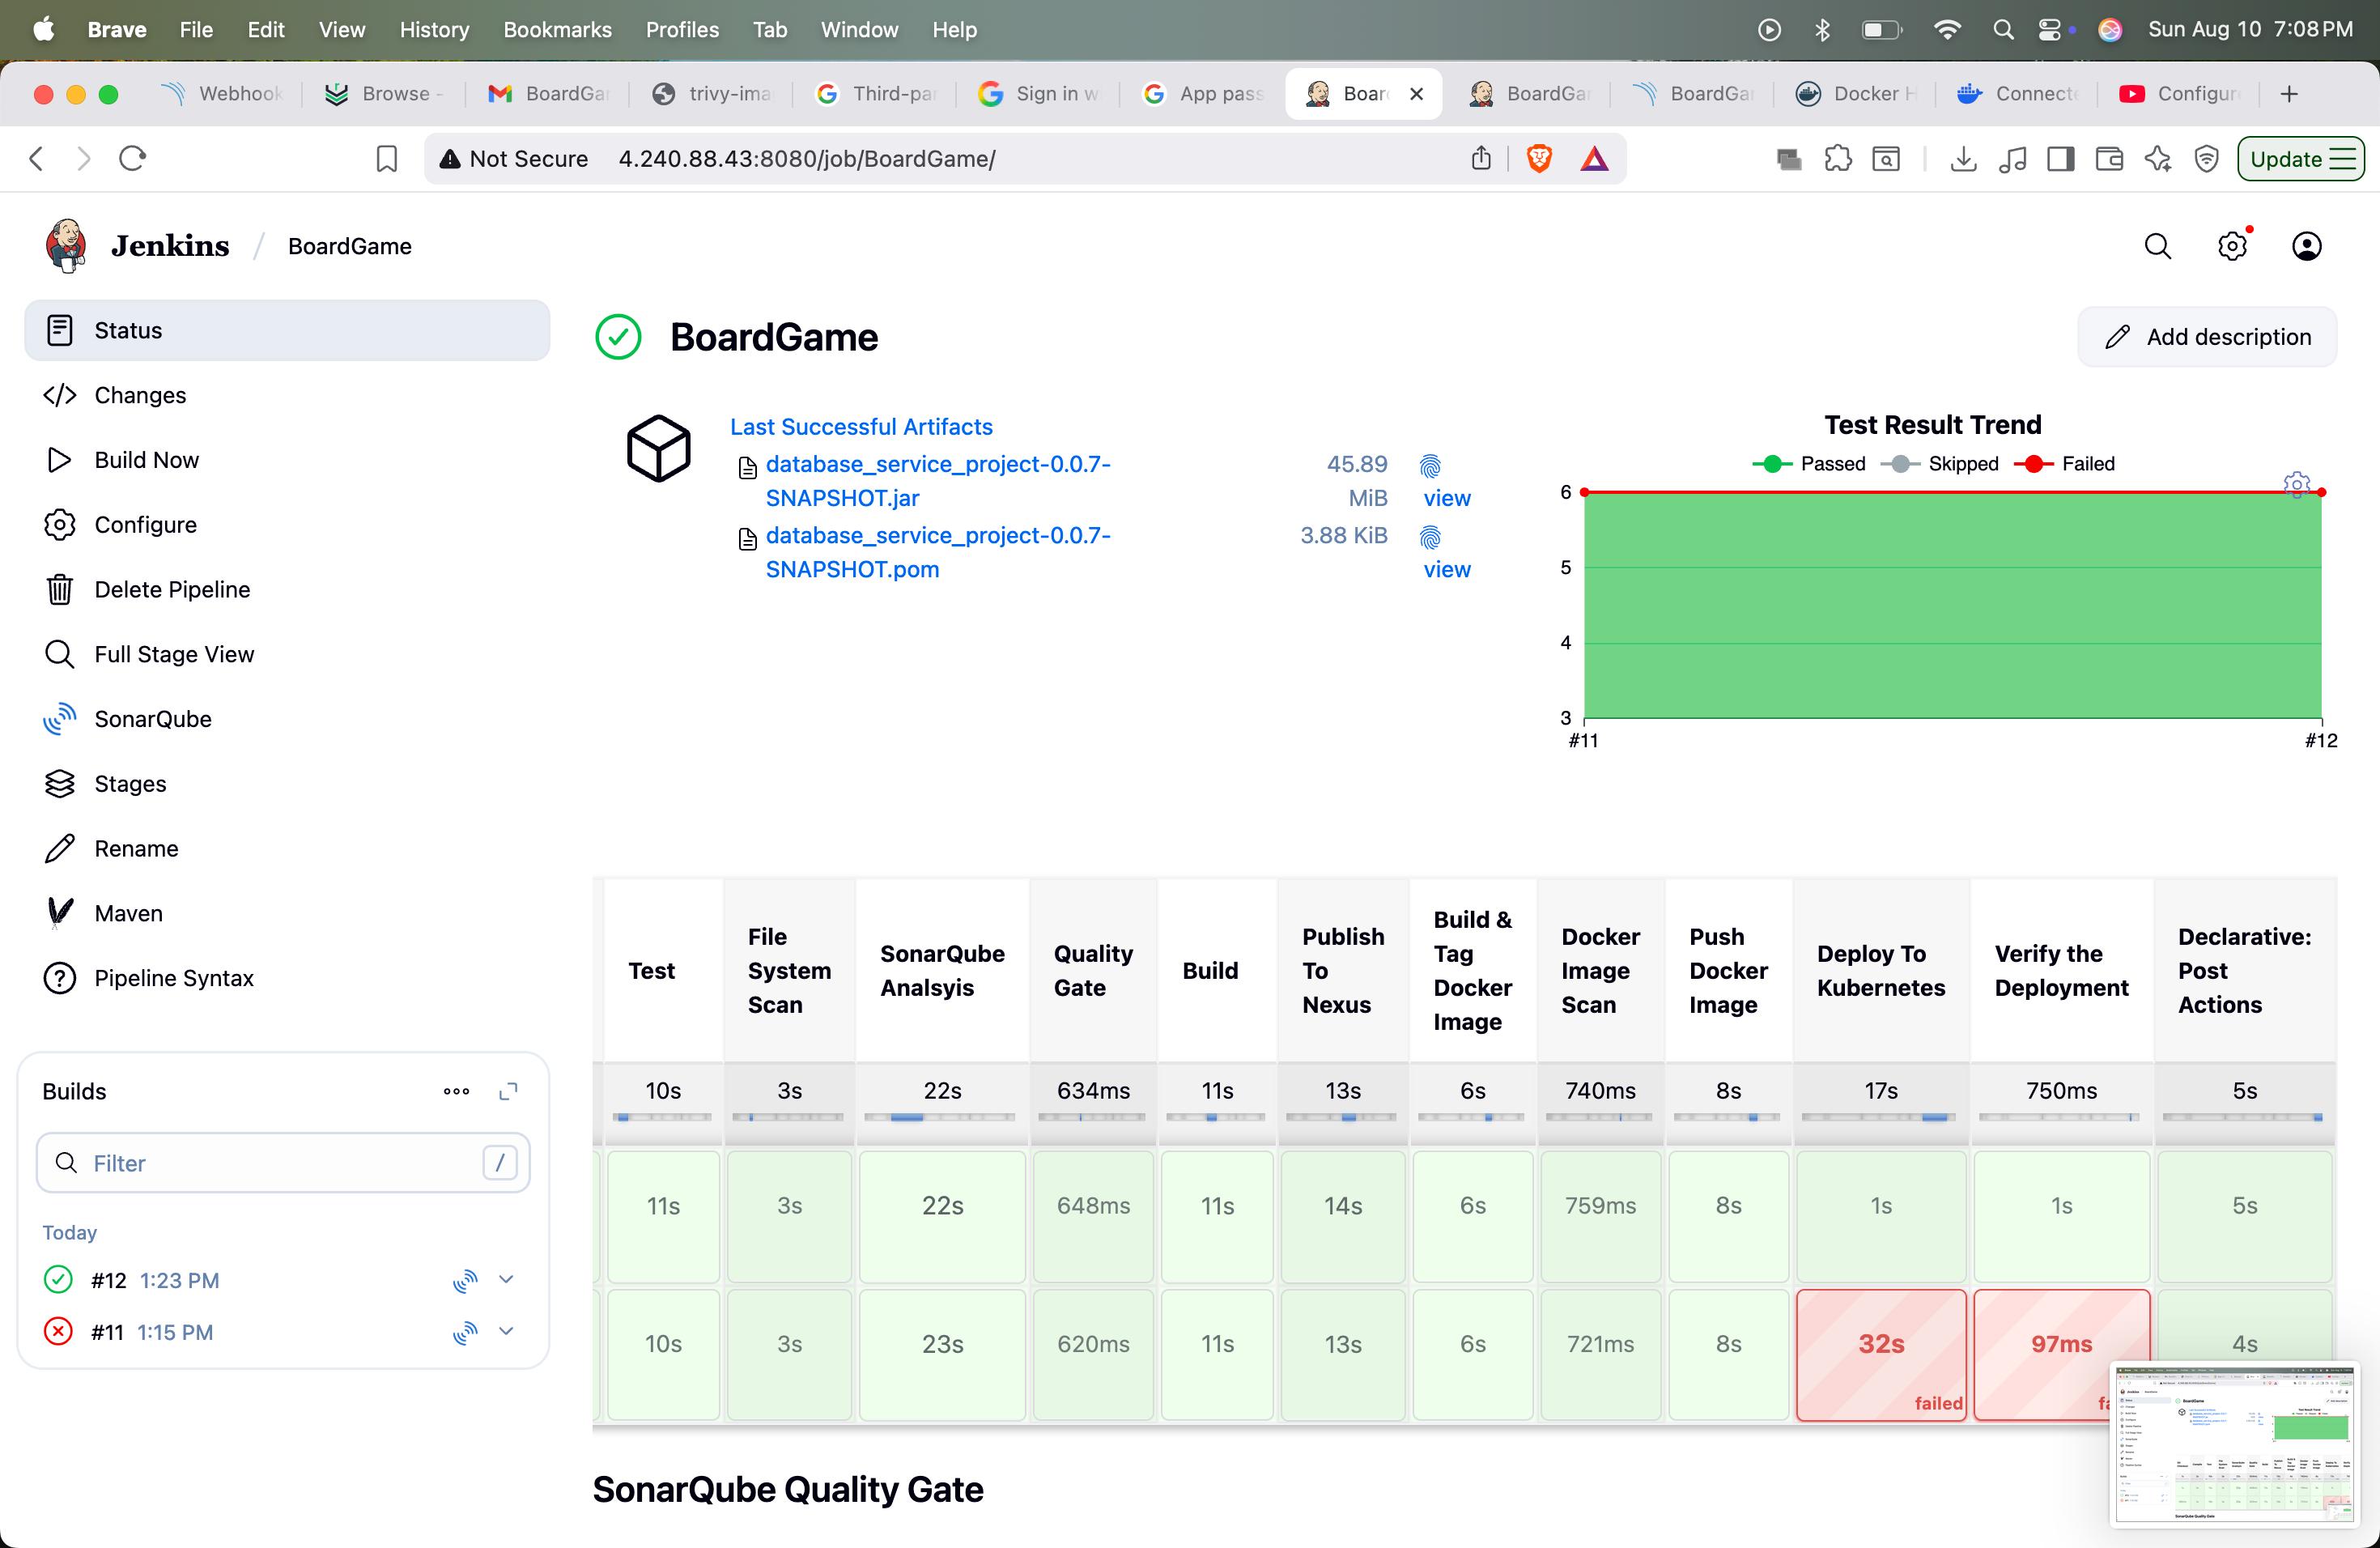 Brave File Edit View History Bookmarks Profiles Tab Window Help Sun Aug 10 7:08 PM
Webhook Browse - BoardGa trivy-ima Third-par Sign in w App pass Boar BoardGa BoardGa Docker H Connecte Configur
Not Secure 4.240.88.43:8080/job/BoardGame/ Update
Jenkins / BoardGame
Status
Changes
Build Now
Configure
Delete Pipeline
Full Stage View
SonarQube
Stages
Rename
Maven
Pipeline Syntax
Builds
Filter /
Today
#12 1:23 PM
#11 1:15 PM
BoardGame
Add description
Last Successful Artifacts
database_service_project-0.0.7-
SNAPSHOT.jar
45.89
MiB
view
database_service_project-0.0.7-
SNAPSHOT.pom
3.88 KiB
view
Test Result Trend
Passed Skipped Failed
6
5
4
3
#11 #12
Test
File
System
Scan
SonarQube
Analsyis
Quality
Gate
Build
Publish
To
Nexus
Build &
Tag
Docker
Image
Docker
Image
Scan
Push
Docker
Image
Deploy To
Kubernetes
Verify the
Deployment
Declarative:
Post
Actions
10s 3s 22s 634ms 11s 13s 6s 740ms 8s 17s 750ms 5s
11s 3s 22s 648ms 11s 14s 6s 759ms 8s 1s 1s 5s
10s 3s 23s 620ms 11s 13s 6s 721ms 8s 32s 97ms 4s
failed fa
SonarQube Quality Gate